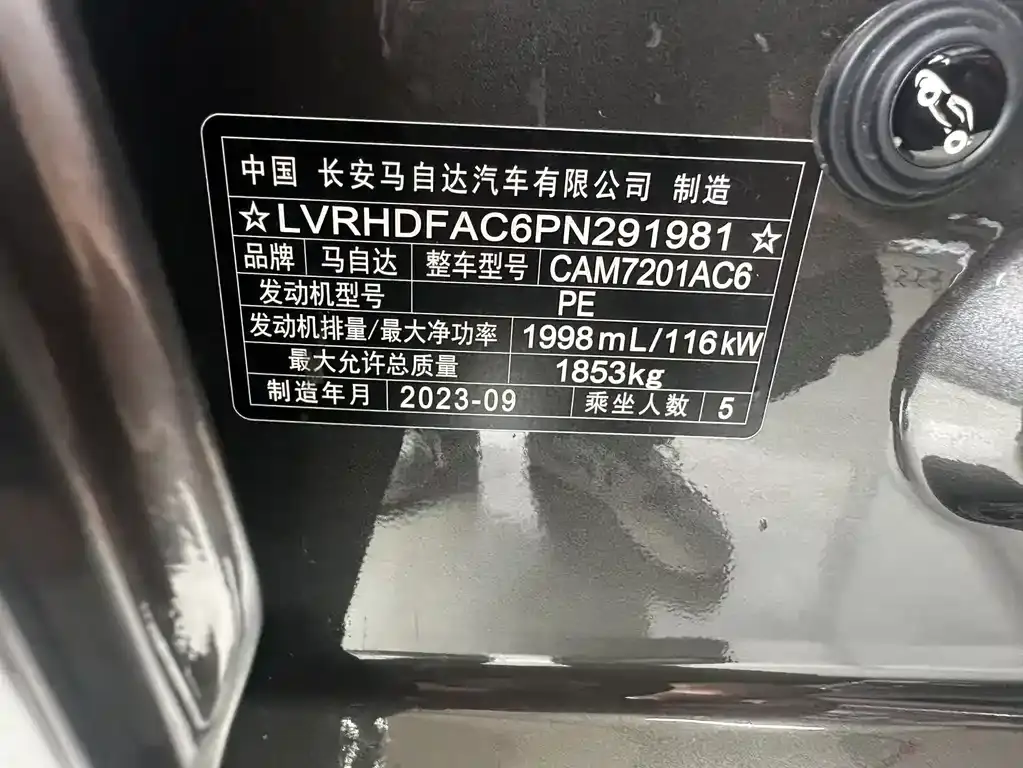 中国 长安马自达汽车有限公司 制造
☆LVRHDFAC6PN291981☆
品牌 马自达 整车型号 CAM7201AC6
发动机型号 PE
发动机排量/最大净功率 1998mL/116kW
最大允许总质量 1853kg
制造年月 2023-09 乘坐人数 5